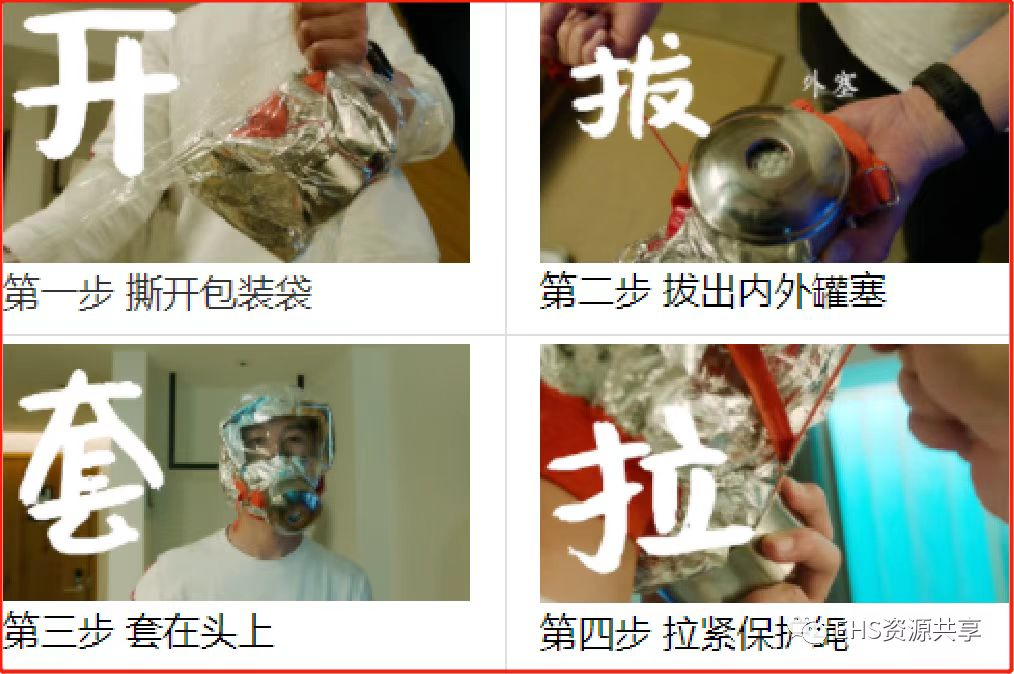 开
拔
外塞
第一步 撕开包装袋
第二步 拔出内外罐塞
套
拉
第三步 套在头上
第四步 拉紧保护绳
EHS资源共享